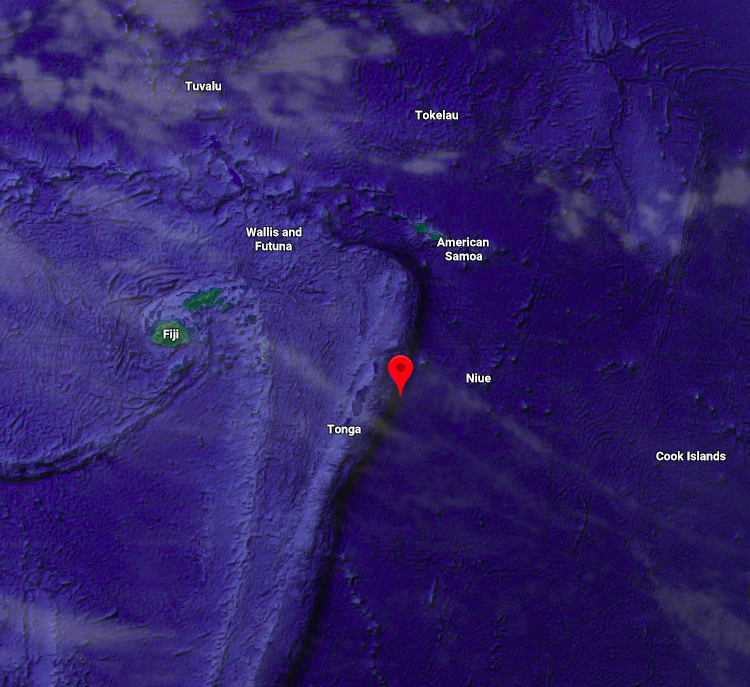 Tuvalu
Tokelau
Wallis and
Futuna
American
Samoa
Fiji
Niue
Tonga
Cook Islands